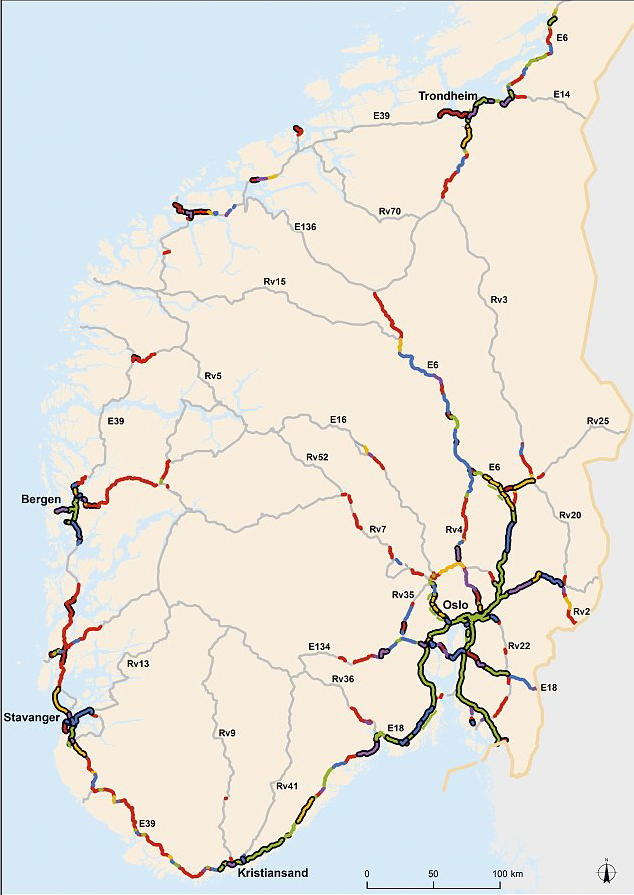 E6
Trondheim
E14
E39
Rv70
E136
Rv15
Rv3
E6
Rv5
E39
E16
Rv25
Rv52
E6
Bergen
Rv20
Rv7
Rv4
Rv35
Oslo
Rv2
E134
Rv22
Rv13
Rv36
E18
Stavanger
E18
Rv9
Rv41
E39
Kristiansand
N
0 50 100 km